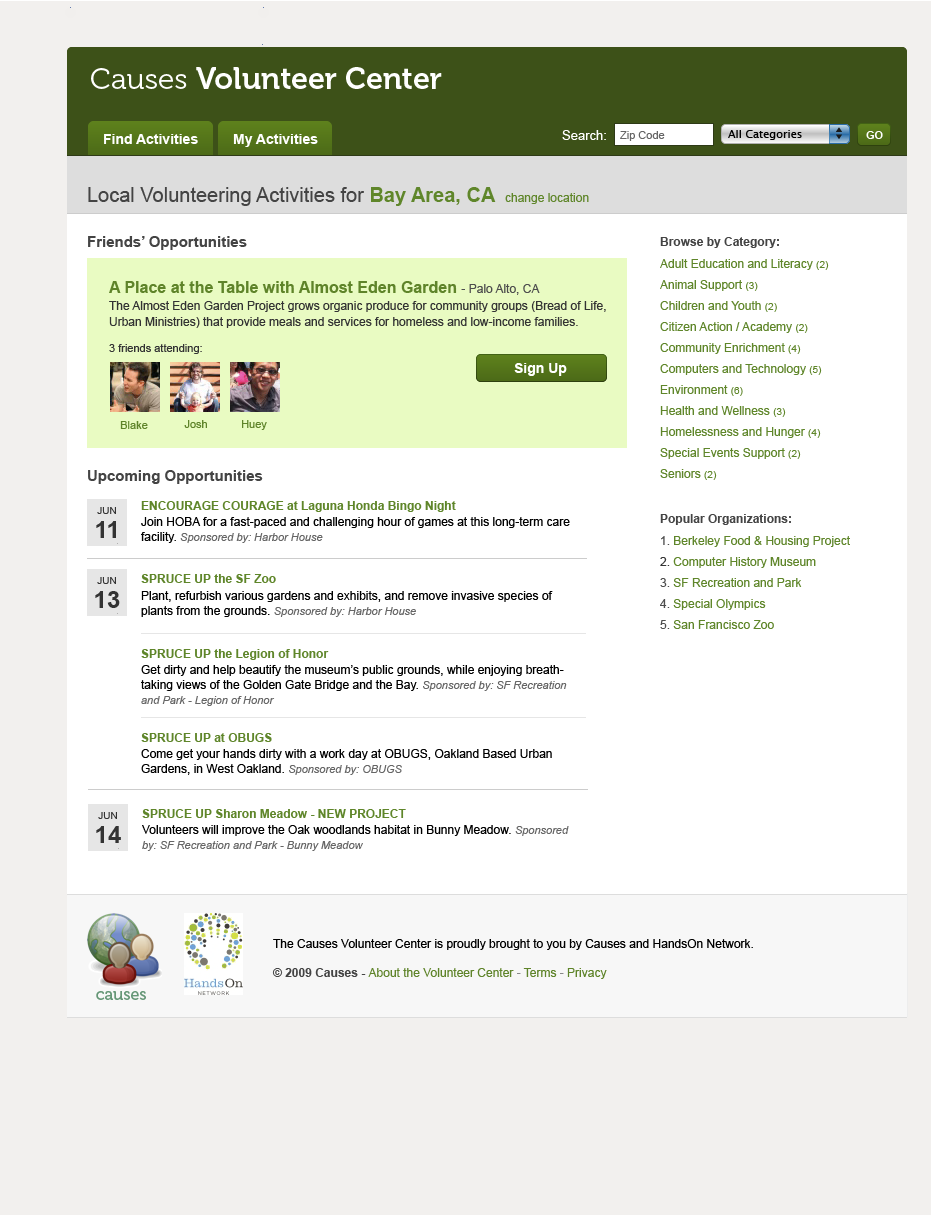 Causes Volunteer Center
Find Activities
My Activities
Search:
Zip Code
All Categories
GO
Local Volunteering Activities for Bay Area, CA change location
Friends’ Opportunities
A Place at the Table with Almost Eden Garden - Palo Alto, CA
The Almost Eden Garden Project grows organic produce for community groups (Bread of Life,
Urban Ministries) that provide meals and services for homeless and low-income families.
3 friends attending:
Blake
Josh
Huey
Sign Up
Upcoming Opportunities
JUN
11
ENCOURAGE COURAGE at Laguna Honda Bingo Night
Join HOBA for a fast-paced and challenging hour of games at this long-term care
facility. Sponsored by: Harbor House
JUN
13
SPRUCE UP the SF Zoo
Plant, refurbish various gardens and exhibits, and remove invasive species of
plants from the grounds. Sponsored by: Harbor House
SPRUCE UP the Legion of Honor
Get dirty and help beautify the museum’s public grounds, while enjoying breath-
taking views of the Golden Gate Bridge and the Bay. Sponsored by: SF Recreation
and Park - Legion of Honor
SPRUCE UP at OBUGS
Come get your hands dirty with a work day at OBUGS, Oakland Based Urban
Gardens, in West Oakland. Sponsored by: OBUGS
JUN
14
SPRUCE UP Sharon Meadow - NEW PROJECT
Volunteers will improve the Oak woodlands habitat in Bunny Meadow. Sponsored
by: SF Recreation and Park - Bunny Meadow
Browse by Category:
Adult Education and Literacy (2)
Animal Support (3)
Children and Youth (2)
Citizen Action / Academy (2)
Community Enrichment (4)
Computers and Technology (5)
Environment (6)
Health and Wellness (3)
Homelessness and Hunger (4)
Special Events Support (2)
Seniors (2)
Popular Organizations:
1. Berkeley Food & Housing Project
2. Computer History Museum
3. SF Recreation and Park
4. Special Olympics
5. San Francisco Zoo
causes
HandsOn
NETWORK
The Causes Volunteer Center is proudly brought to you by Causes and HandsOn Network.
© 2009 Causes - About the Volunteer Center - Terms - Privacy